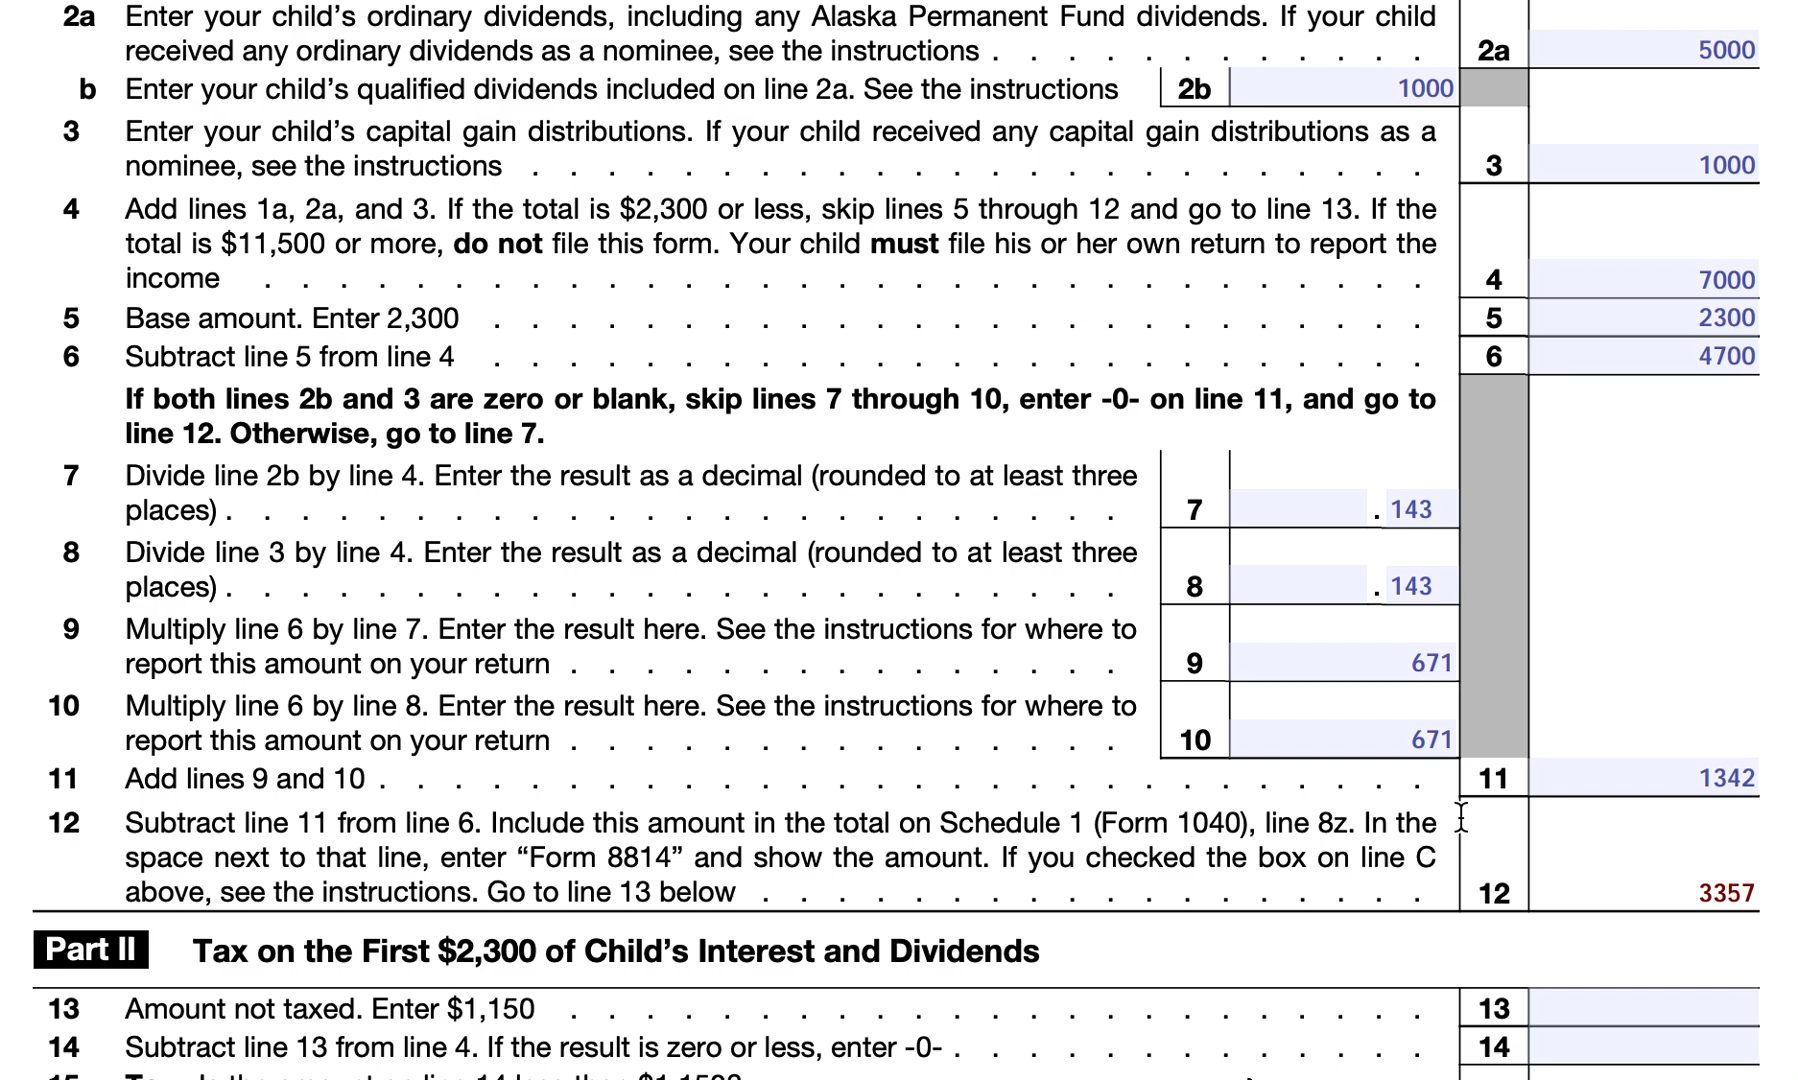 2a Enter your child’s ordinary dividends, including any Alaska Permanent Fund dividends. If your child
received any ordinary dividends as a nominee, see the instructions . . . . . . . . . . . . 2a 5000
b Enter your child’s qualified dividends included on line 2a. See the instructions 2b 1000
3 Enter your child’s capital gain distributions. If your child received any capital gain distributions as a
nominee, see the instructions . . . . . . . . . . . . . . . . . . . . . . . . 3 1000
4 Add lines 1a, 2a, and 3. If the total is $2,300 or less, skip lines 5 through 12 and go to line 13. If the
total is $11,500 or more, do not file this form. Your child must file his or her own return to report the
income . . . . . . . . . . . . . . . . . . . . . . . . . . . . . . . 4 7000
5 Base amount. Enter 2,300 . . . . . . . . . . . . . . . . . . . . . . . . . 5 2300
6 Subtract line 5 from line 4 . . . . . . . . . . . . . . . . . . . . . . . . . 6 4700
If both lines 2b and 3 are zero or blank, skip lines 7 through 10, enter -0- on line 11, and go to
line 12. Otherwise, go to line 7.
7 Divide line 2b by line 4. Enter the result as a decimal (rounded to at least three
places) . . . . . . . . . . . . . . . . . . . . . . . . 7 . 143
8 Divide line 3 by line 4. Enter the result as a decimal (rounded to at least three
places) . . . . . . . . . . . . . . . . . . . . . . . . 8 . 143
9 Multiply line 6 by line 7. Enter the result here. See the instructions for where to
report this amount on your return . . . . . . . . . . . . . . . 9 671
10 Multiply line 6 by line 8. Enter the result here. See the instructions for where to
report this amount on your return . . . . . . . . . . . . . . . 10 671
11 Add lines 9 and 10 . . . . . . . . . . . . . . . . . . . . . . . . . . . . 11 1342
12 Subtract line 11 from line 6. Include this amount in the total on Schedule 1 (Form 1040), line 8z. In the
space next to that line, enter “Form 8814” and show the amount. If you checked the box on line C
above, see the instructions. Go to line 13 below . . . . . . . . . . . . . . . . . . 12 3357
Part II Tax on the First $2,300 of Child’s Interest and Dividends
13 Amount not taxed. Enter $1,150 . . . . . . . . . . . . . . . . . . . . . . . 13
14 Subtract line 13 from line 4. If the result is zero or less, enter -0- . . . . . . . . . . . . . 14